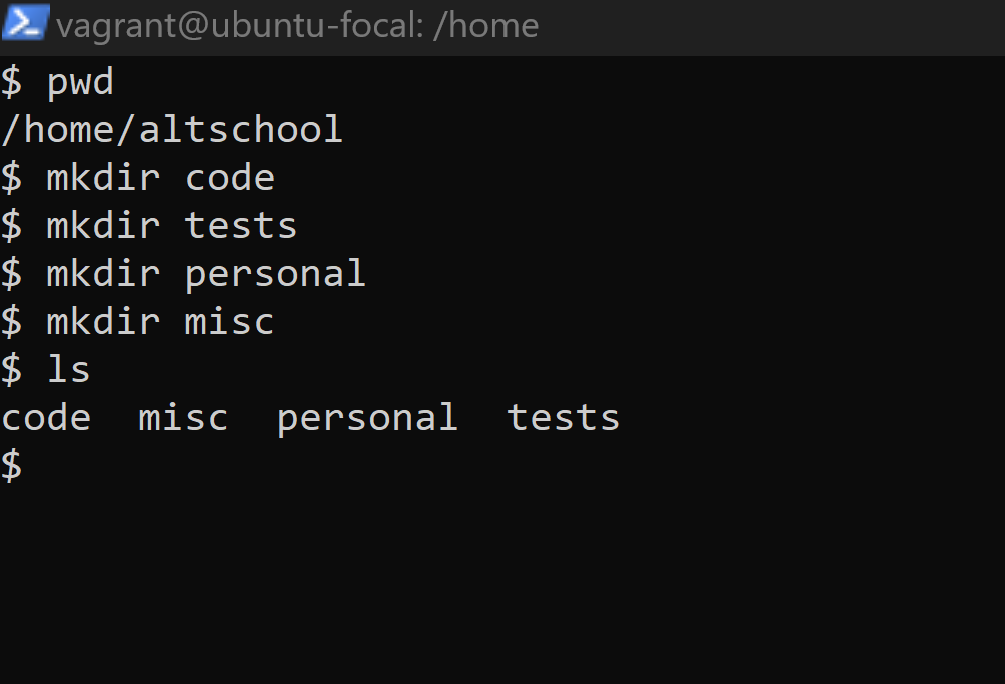 vagrant@ubuntu-focal: /home
$ pwd
/home/altschool
$ mkdir code
$ mkdir tests
$ mkdir personal
$ mkdir misc
$ ls
code  misc  personal  tests
$